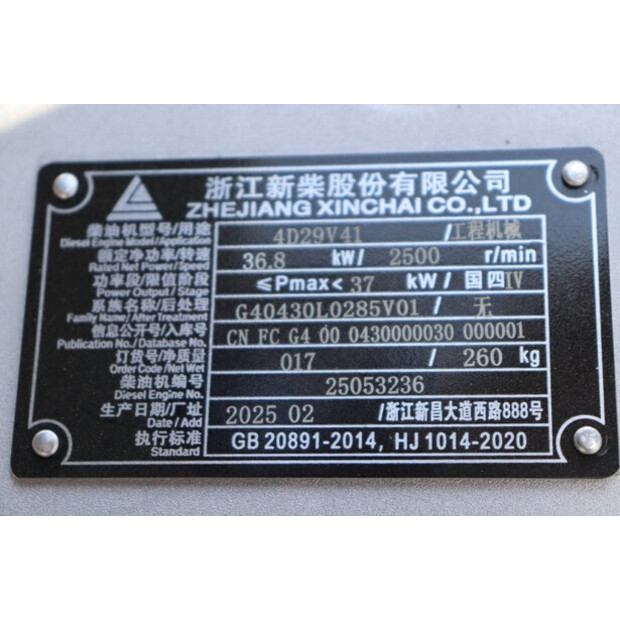 浙江新柴股份有限公司
ZHEJIANG XINCHAI CO.,LTD
柴油机型号/用途 4D29V41 /工程机械
Diesel Engine Model/Application
额定净功率/转速 36.8 kW/ 2500 r/min
Rated Net Power/Speed
功率段/限值阶段 ≤Pmax< 37 kW/ 国四IV
Power Output/Stage
系族名称/后处理 G40430L0285V01 / 无
Family Name/After Treatment
信息公开号/入库号 CN FC G4 00 0430000030 000001
Publication No./Database No.
订货号/净质量 017 / 260 kg
Order Code/Net Wet
柴油机编号 25053236
Diesel Engine No.
生产日期/厂址 2025 02 /浙江新昌大道西路888号
Date/Add
执行标准 GB 20891-2014, HJ 1014-2020
Standard